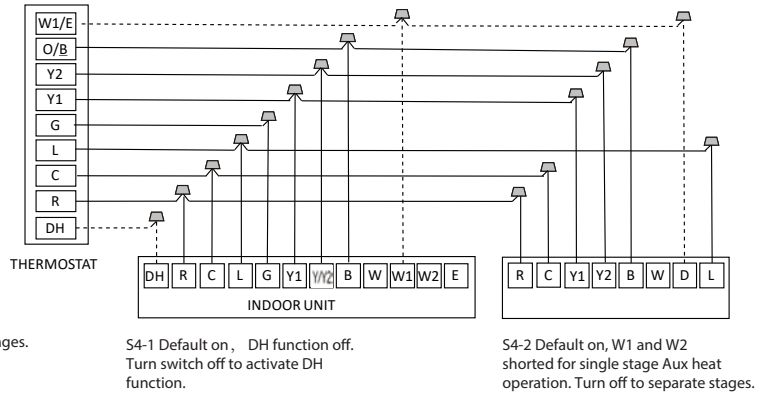 W1/E
O/B
Y2
Y1
G
L
C
R
DH
THERMOSTAT
DH R C L G Y1 Y/Y2 B W W1 W2 E
INDOOR UNIT
R C Y1 Y2 B W D L
ges.
S4-1 Default on， DH function off.
Turn switch off to activate DH
function.
S4-2 Default on, W1 and W2
shorted for single stage Aux heat
operation. Turn off to separate stages.